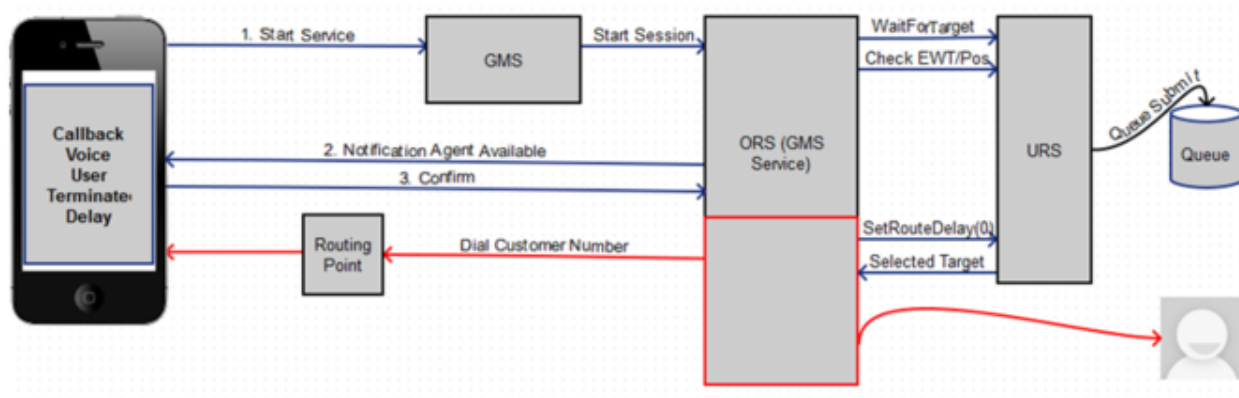 1. Start Service
GMS
Start Session
WaitForTarget
Check EWT/Pos
Callback
Voice
User
Terminate
Delay
2. Notification Agent Available
3. Confirm
ORS (GMS
Service)
URS
Queue Submit
Queue
Routing
Point
Dial Customer Number
SetRouteDelay(0)
Selected Target